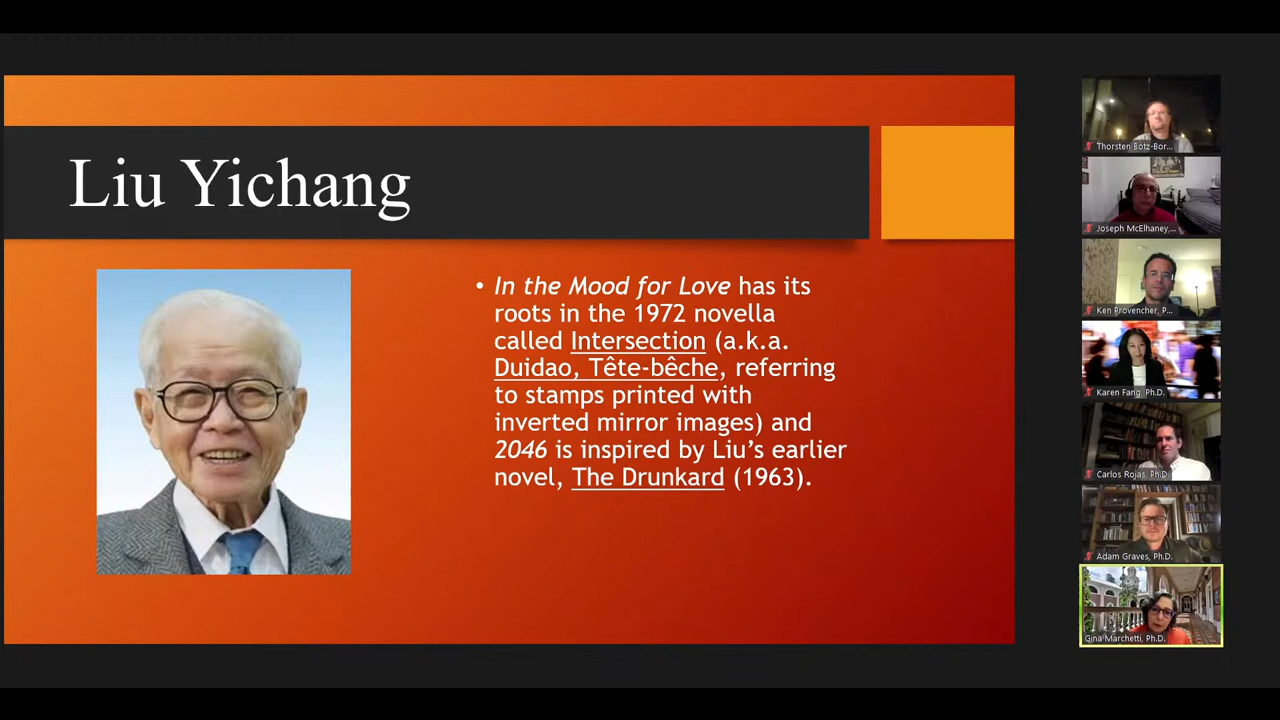 Liu Yichang
• In the Mood for Love has its
roots in the 1972 novella
called Intersection (a.k.a.
Duidao, Tête-bêche, referring
to stamps printed with
inverted mirror images) and
2046 is inspired by Liu’s earlier
novel, The Drunkard (1963).
Thorsten Botz-Bor...
Joseph McElhaney,...
Ken Provencher, P...
Karen Fang, Ph.D.
Carlos Rojas, Ph.D.
Adam Graves, Ph.D.
Gina Marchetti, Ph.D.